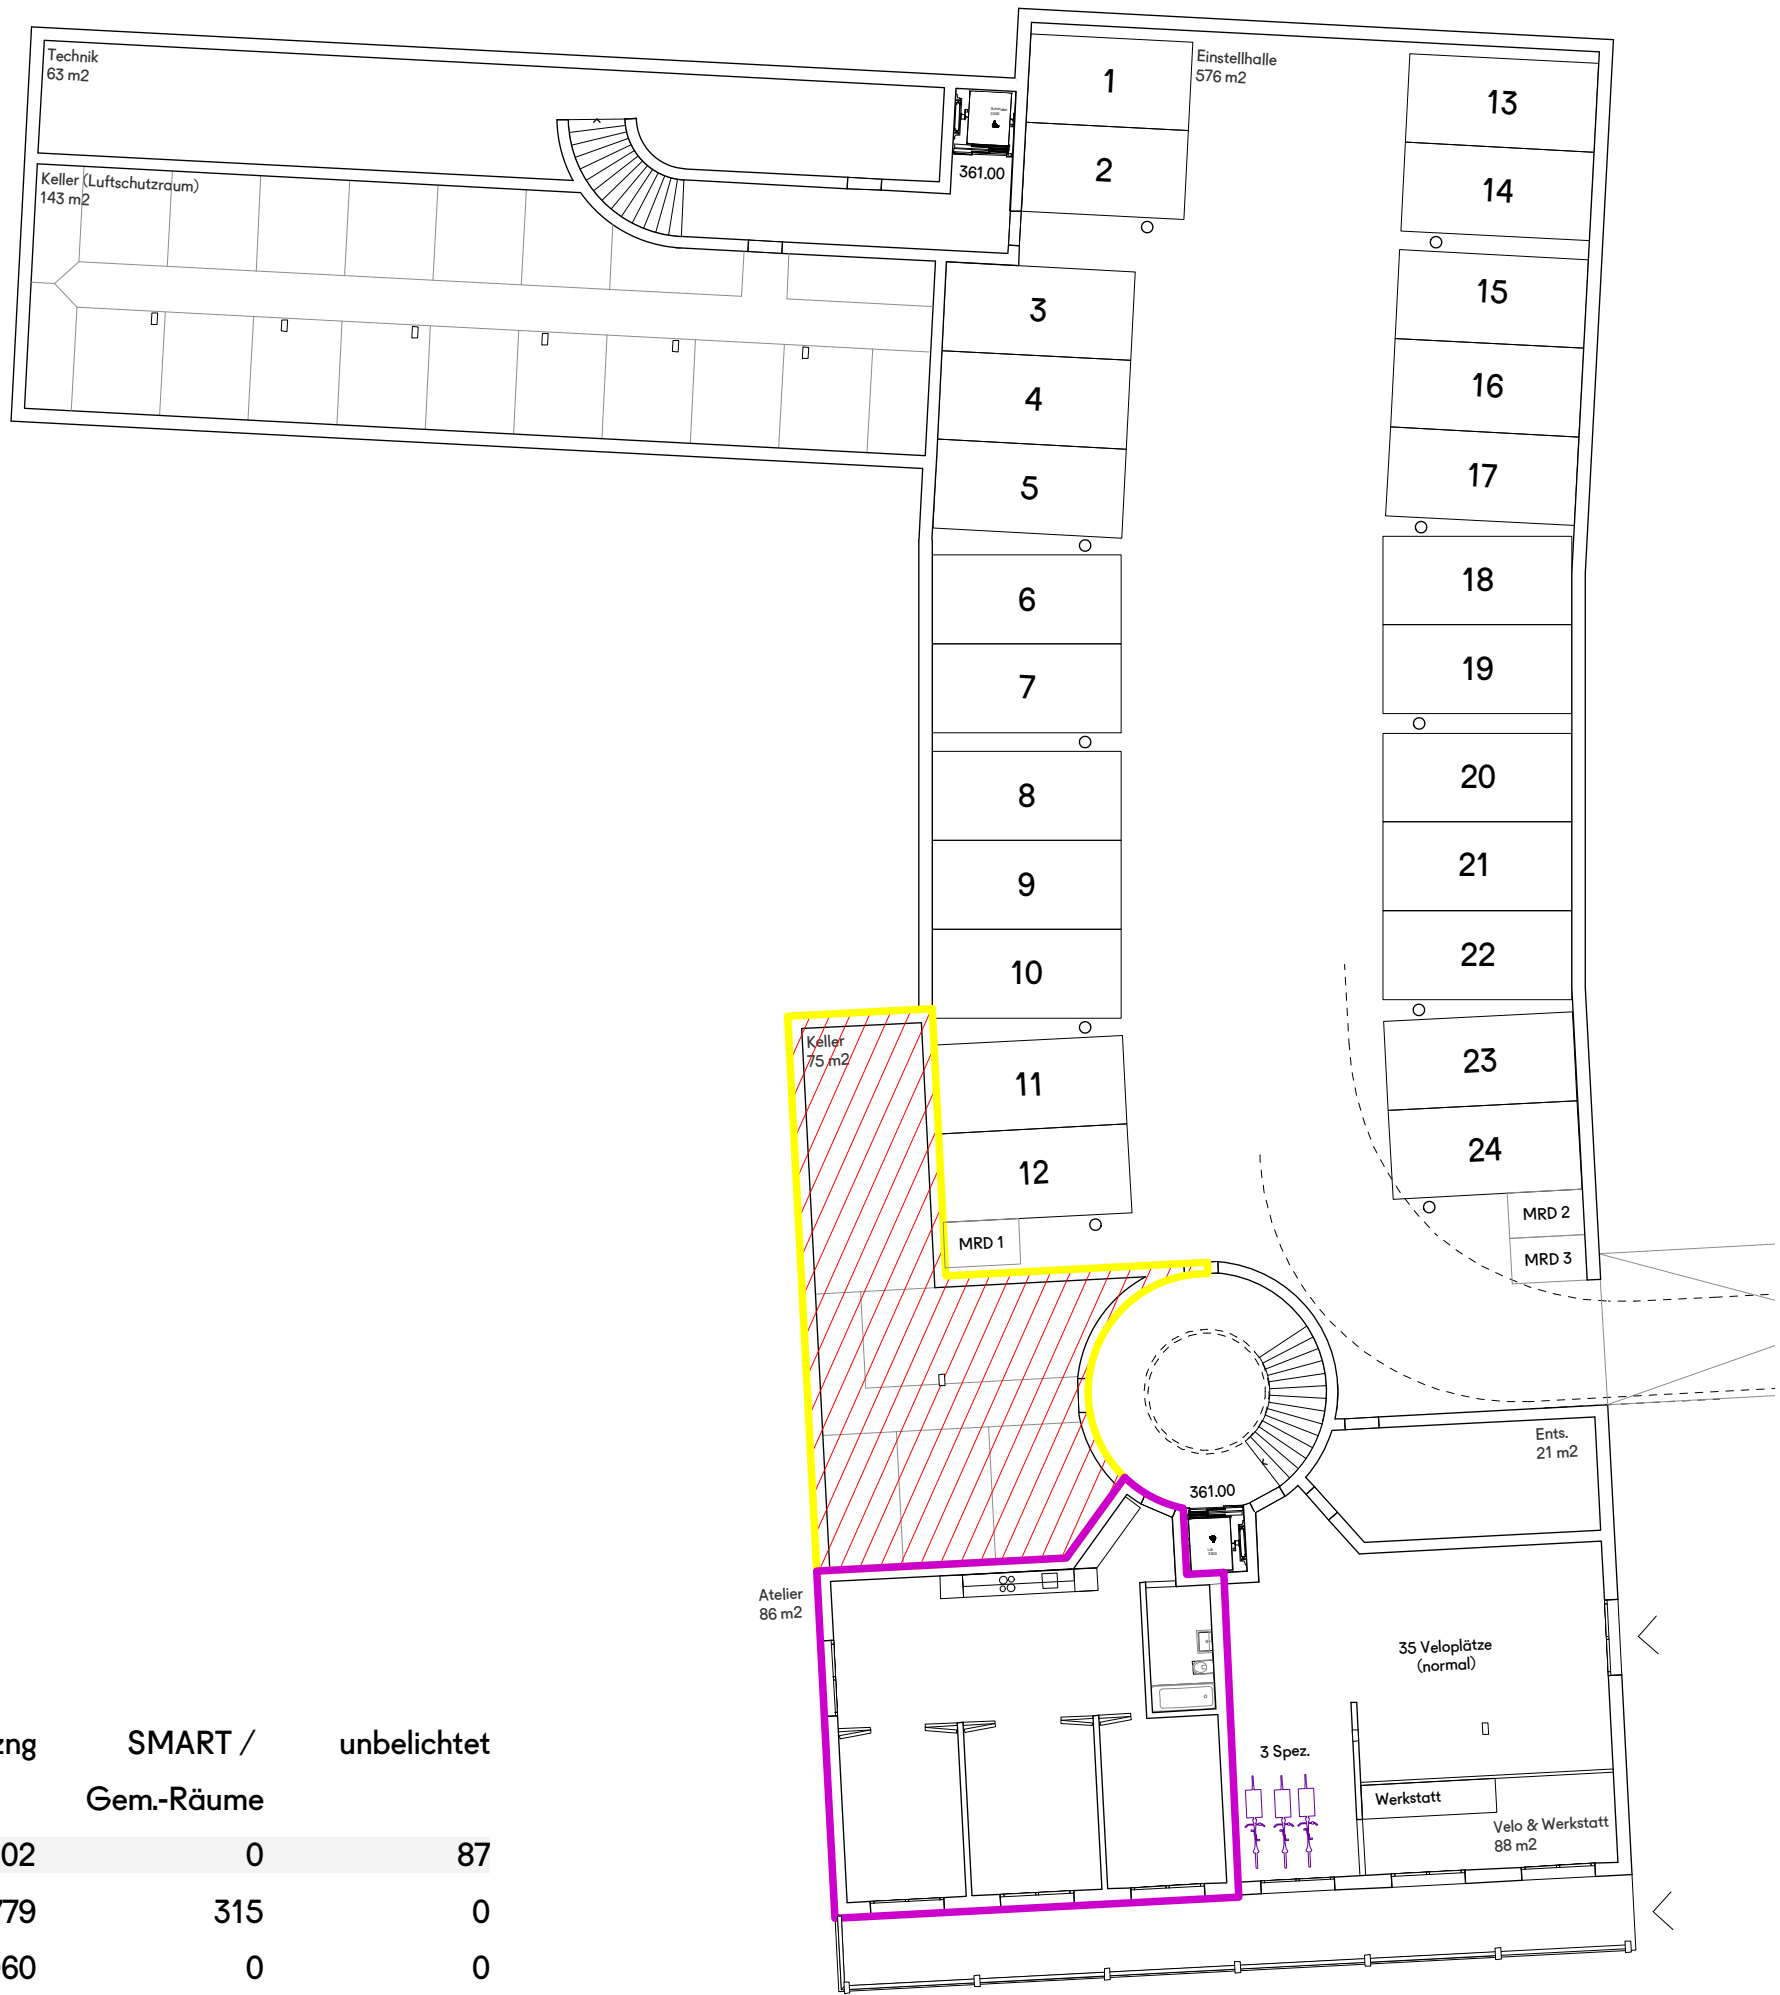 Technik
63 m2
Einstellhalle
576 m2
1
2
13
14
361.00
Keller (Luftschutzraum)
143 m2
3
4
5
15
16
17
6
7
18
19
8
9
10
20
21
22
Keller
75 m2
11
12
23
24
MRD 1
MRD 2
MRD 3
Ents.
21 m2
361.00
Atelier
86 m2
35 Veloplätze
(normal)
3 Spez.
Werkstatt
Velo & Werkstatt
88 m2
SMART / unbelichtet
Gem.-Räume
02 0 87
779 315 0
60 0 0